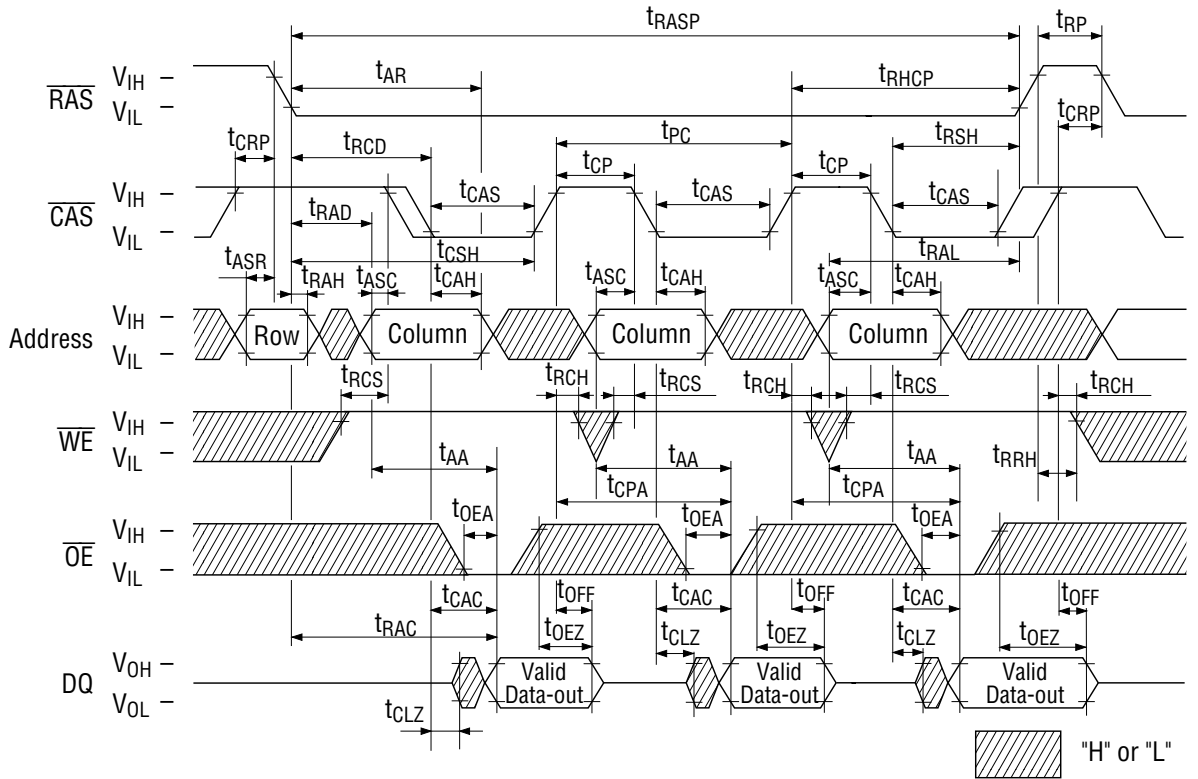 tRASP tRP
tAR tRHCP
RAS VIH
VIL
tCRP tRCD tPC tRSH tCRP
tCP tCP
CAS VIH
VIL
tCAS tCAS tCAS
tRAD
tCSH tRAL
tASR tRAH tASC tCAH tASC tCAH tASC tCAH
Address VIH
VIL
Row Column Column Column
tRCS tRCH tRCS tRCH tRCS tRCH
WE VIH
VIL
tAA tAA tAA tRRH
tCPA tCPA
tOEA tOEA tOEA
OE VIH
VIL
tCAC tOFF tCAC tOFF tCAC tOFF
tRAC tOEZ tCLZ tOEZ tCLZ tOEZ
DQ VOH
VOL
Valid Data-out Valid Data-out Valid Data-out
tCLZ
"H" or "L"